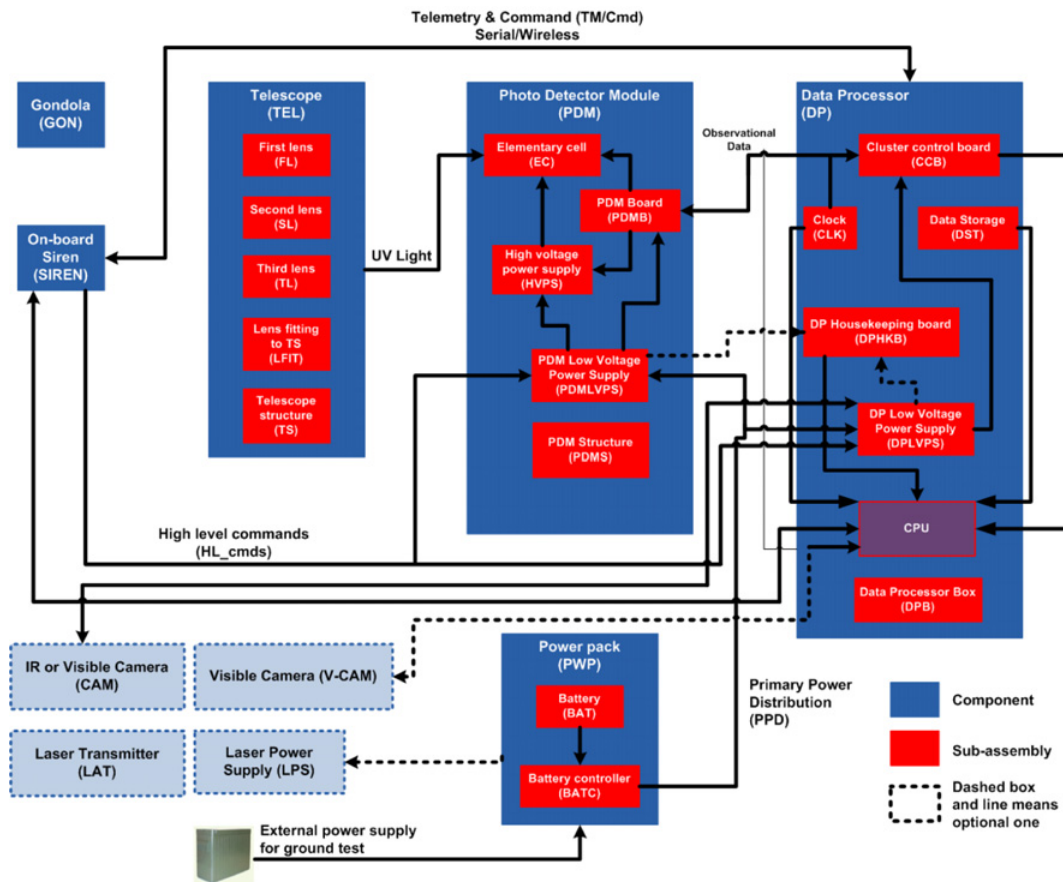 Telemetry & Command (TM/Cmd)
Serial/Wireless
Gondola
(GON)
On-board
Siren
(SIREN)
Telescope
(TEL)
First lens
(FL)
Second lens
(SL)
Third lens
(TL)
Lens fitting
to TS
(LFIT)
Telescope
structure
(TS)
UV Light
Photo Detector Module
(PDM)
Elementary cell
(EC)
PDM Board
(PDMB)
High voltage
power supply
(HVPS)
PDM Low Voltage
Power Supply
(PDMLVPS)
PDM Structure
(PDMS)
Observational
Data
Data Processor
(DP)
Cluster control board
(CCB)
Clock
(CLK)
Data Storage
(DST)
DP Housekeeping board
(DPHKB)
DP Low Voltage
Power Supply
(DPLVPS)
CPU
Data Processor Box
(DPB)
High level commands
(HL_cmds)
IR or Visible Camera
(CAM)
Visible Camera (V-CAM)
Laser Transmitter
(LAT)
Laser Power
Supply (LPS)
Power pack
(PWP)
Battery
(BAT)
Battery controller
(BATC)
Primary Power
Distribution
(PPD)
External power supply
for ground test
Component
Sub-assembly
Dashed box
and line means
optional one